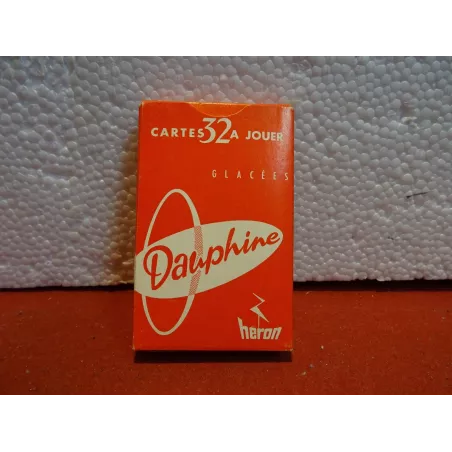 CARTES 32 A JOUER
GLACÉES
Dauphine
heron